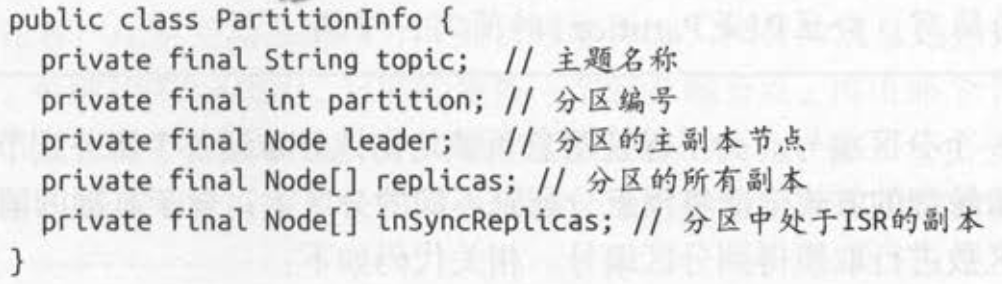 public class PartitionInfo {
private final String topic; // 主题名称
private final int partition; // 分区编号
private final Node leader; // 分区的主副本节点
private final Node[] replicas; // 分区的所有副本
private final Node[] inSyncReplicas; // 分区中处于ISR的副本
}